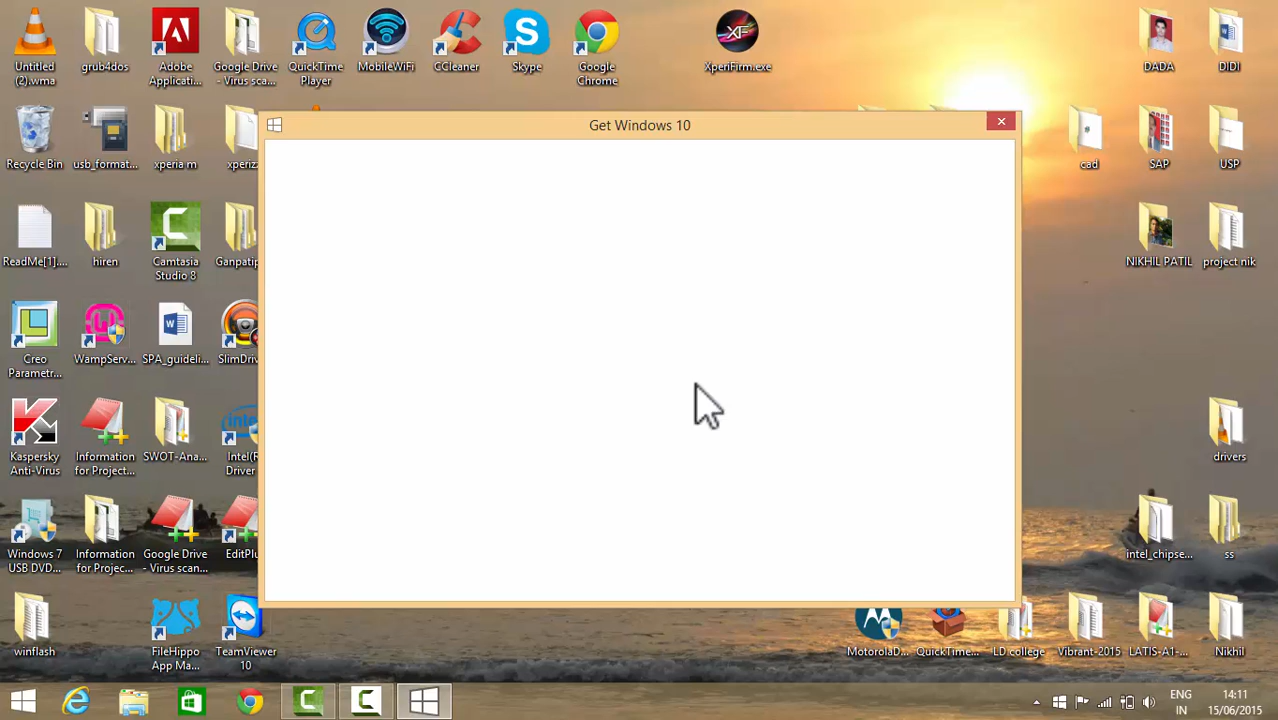 Untitled
(2).wma
grub4dos
Adobe
Applicati...
Google Drive
- Virus sca...
QuickTime
Player
MobileWiFi
CCleaner
Skype
Google
Chrome
XperiFirm.exe
DADA
DIDI
Get Windows 10
Recycle Bin
usb_format...
xperia m
cad
SAP
USP
ReadMe[1]....
hiren
Camtasia
Studio 8
NIKHIL PATIL
project nik
Creo
Parametr...
WampServ...
SPA_guideli...
Kaspersky
Anti-Virus
Information
for Project...
SWOT-Ana...
Intel(R
Driver
drivers
Windows 7
USB DVD...
Information
for Projec...
Google Drive
- Virus scan...
EditPlu
intel_chipse...
ss
winflash
FileHippo
App Ma...
TeamViewer
10
MotorolaD...
QuickTime...
LD college
Vibrant-2015
LATIS-A1-...
Nikhil
ENG
IN
14:11
15/06/2015